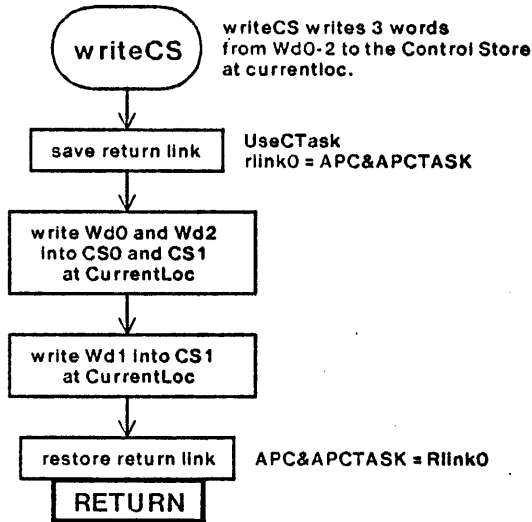 writeCS
writeCS writes 3 words
from Wd0-2 to the Control Store
at currentloc.
save return link
UseCTask
rlink0 = APC&APCTASK
write Wd0 and Wd2
into CS0 and CS1
at CurrentLoc
write Wd1 into CS1
at CurrentLoc
restore return link
APC&APCTASK = Rlink0
RETURN